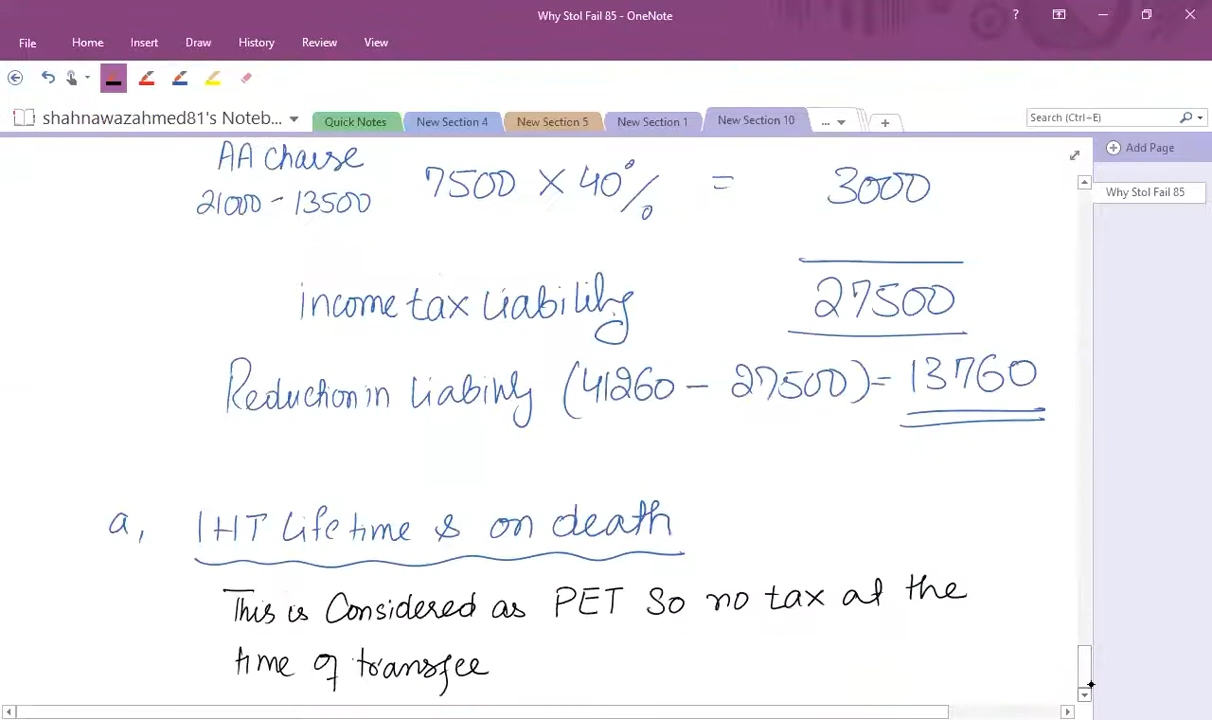 Why Stol Fail 85 - OneNote
?
File Home Insert Draw History Review View
shahnawazahmed81's Noteb... Quick Notes New Section 4 New Section 5 New Section 1 New Section 10 ... + Search (Ctrl+E)
Add Page
Why Stol Fail 85
AA charge
21000 - 13500 7500 × 40% = 3000
income tax liability 27500
Reduction in liability (41260 - 27500) = 13760
a, IHT Lifetime & on death
This is Considered as PET So no tax at the
time of transfee